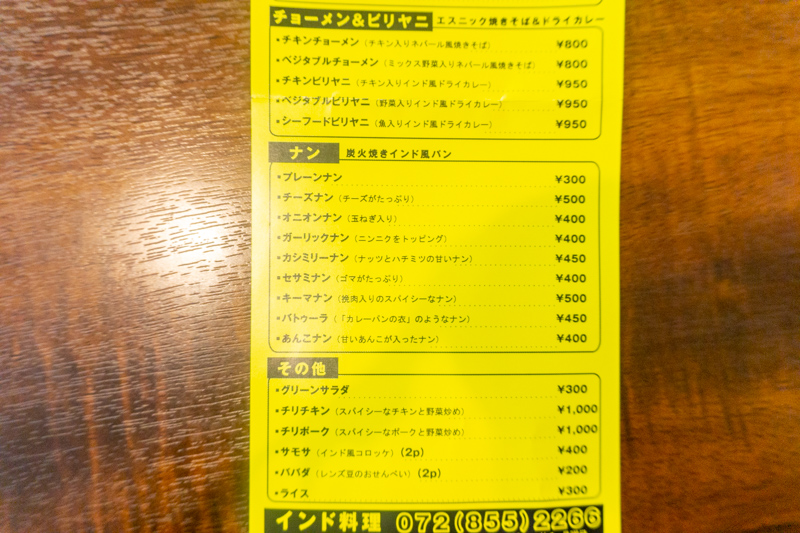 チョーメン&ビリヤニ エスニック焼きそば&ドライカレー
・チキンチョーメン（チキン入りネパール風焼きそば） ¥800
・ベジタブルチョーメン（ミックス野菜入りネパール風焼きそば） ¥800
・チキンビリヤニ（チキン入りインド風ドライカレー） ¥950
・ベジタブルビリヤニ（野菜入りインド風ドライカレー） ¥950
・シーフードビリヤニ（魚入りインド風ドライカレー） ¥950
ナン 炭火焼きインド風パン
・プレーンナン ¥300
・チーズナン（チーズがたっぷり） ¥500
・オニオンナン（玉ねぎ入り） ¥400
・ガーリックナン（ニンニクをトッピング） ¥400
・カシミリーナン（ナッツとハチミツの甘いナン） ¥450
・セサミナン（ゴマがたっぷり） ¥400
・キーマナン（挽肉入りのスパイシーなナン） ¥500
・バトゥーラ（「カレーパンの衣」のようなナン） ¥450
・あんこナン（甘いあんこが入ったナン） ¥400
その他
・グリーンサラダ ¥300
・チリチキン（スパイシーなチキンと野菜炒め） ¥1,000
・チリポーク（スパイシーなポークと野菜炒め） ¥1,000
・サモサ（インド風コロッケ）(2p) ¥400
・パパダ（レンズ豆のおせんべい）(2p) ¥200
・ライス ¥300
インド料理 072(855)2266